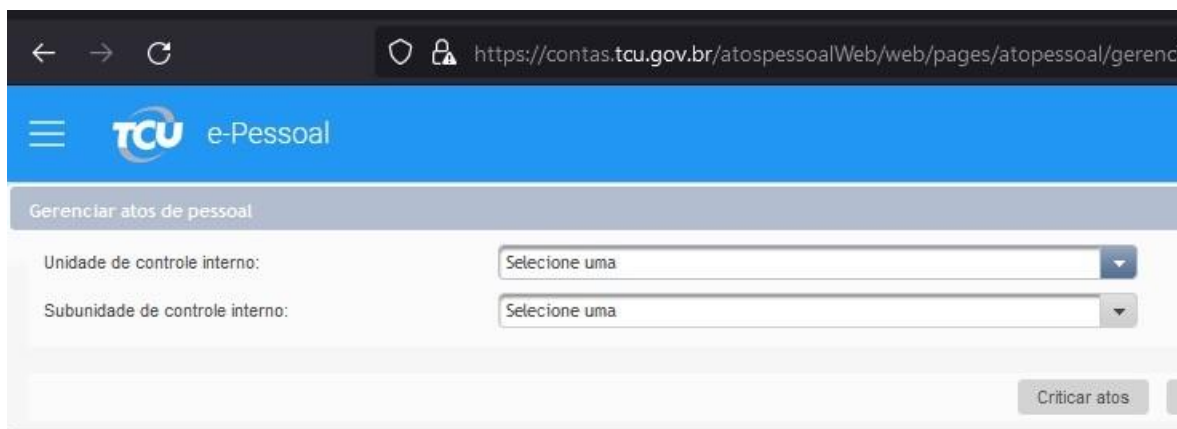 https://contas.tcu.gov.br/atospessoalWeb/web/pages/atopessoal/gerenc
TCU e-Pessoal
Gerenciar atos de pessoal
Unidade de controle interno: Selecione uma
Subunidade de controle interno: Selecione uma
Criticar atos